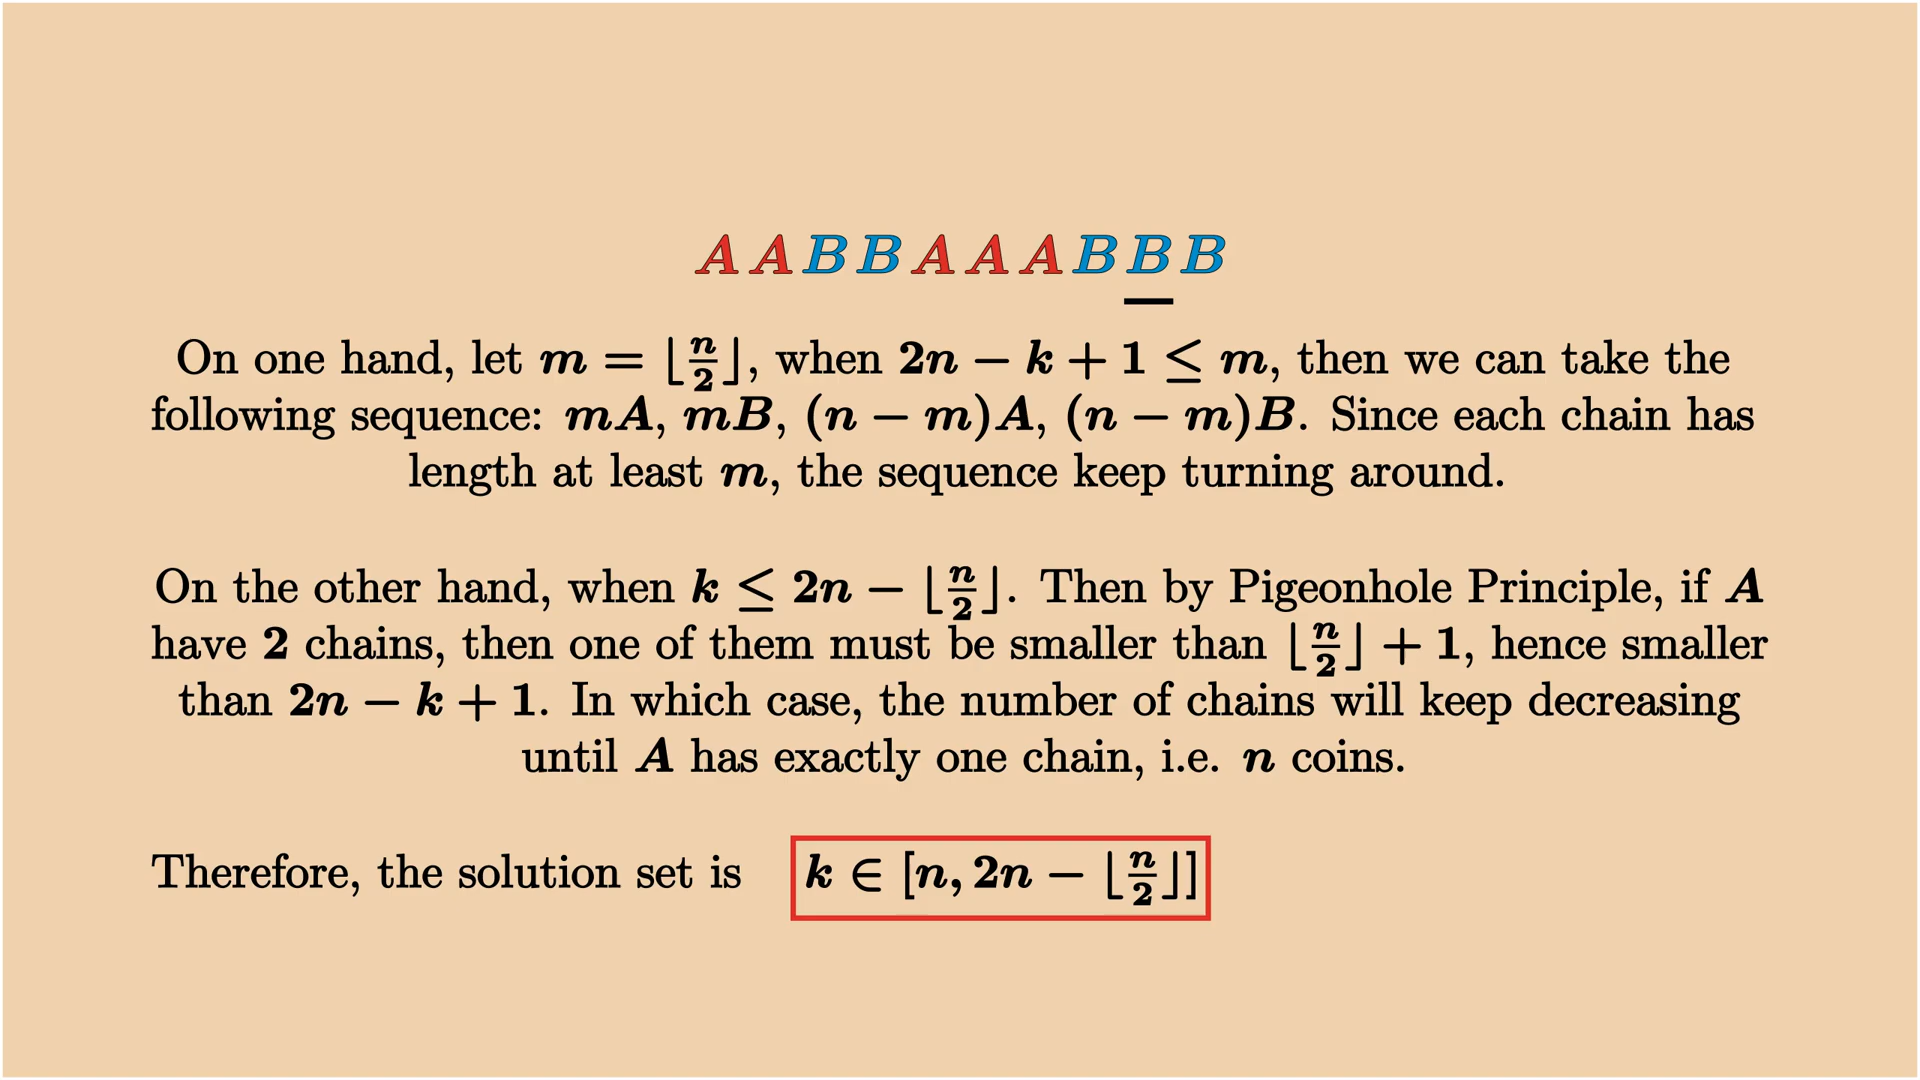 AABBAAABBB
On one hand, let m = ⌊n/2⌋, when 2n − k + 1 ≤ m, then we can take the
following sequence: mA, mB, (n − m)A, (n − m)B. Since each chain has
length at least m, the sequence keep turning around.
On the other hand, when k ≤ 2n − ⌊n/2⌋. Then by Pigeonhole Principle, if A
have 2 chains, then one of them must be smaller than ⌊n/2⌋ + 1, hence smaller
than 2n − k + 1. In which case, the number of chains will keep decreasing
until A has exactly one chain, i.e. n coins.
Therefore, the solution set is k ∈ [n, 2n − ⌊n/2⌋]